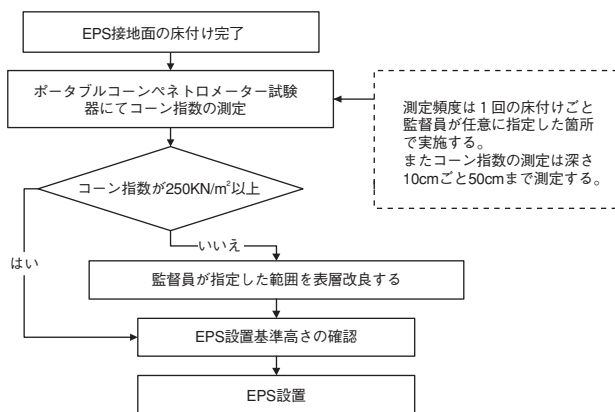 EPS接地面の床付け完了
ポータブルコーンペネトロメーター試験
器にてコーン指数の測定
測定頻度は１回の床付けごと
監督員が任意に指定した箇所
で実施する。
またコーン指数の測定は深さ
10cmごと50cmまで測定する。
コーン指数が250KN/m²以上
いいえ
はい
監督員が指定した範囲を表層改良する
EPS設置基準高さの確認
EPS設置